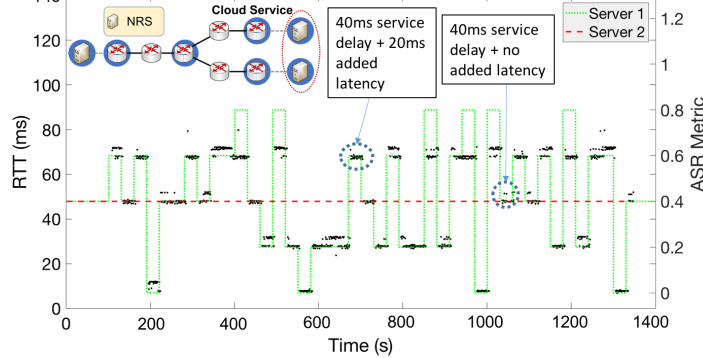 Cloud Service
NRS
40ms service
delay + 20ms
added
latency
40ms service
delay + no
added latency
Server 1
Server 2
140
120
100
80
60
40
20
0
RTT (ms)
1.2
1
0.8
0.6
0.4
0.2
0
ASR Metric
0 200 400 600 800 1000 1200 1400
Time (s)